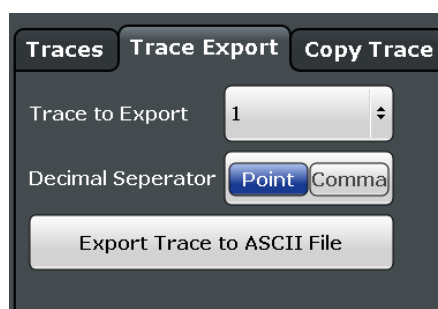 Traces Trace Export Copy Trace
Trace to Export 1
Decimal Seperator Point Comma
Export Trace to ASCII File